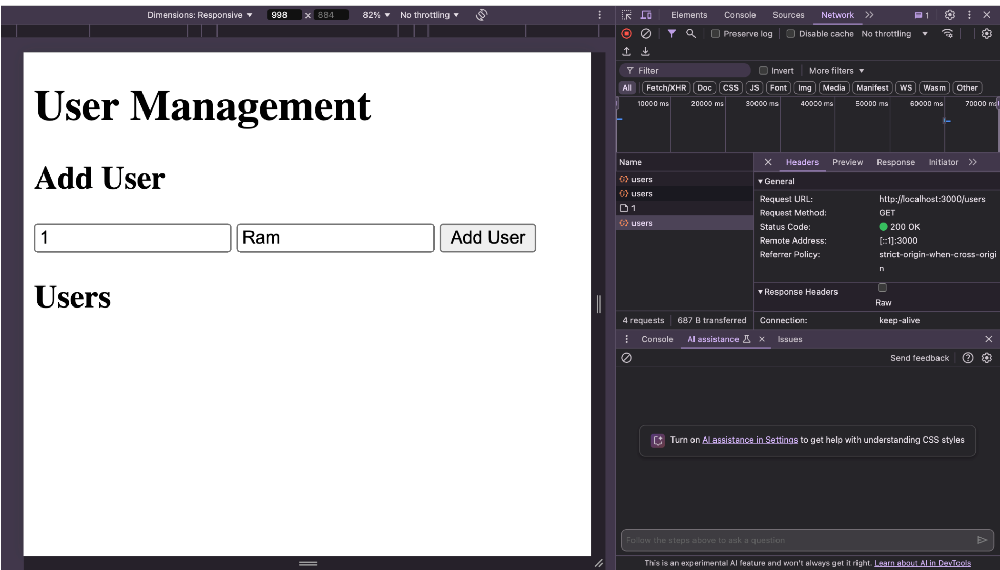 Dimensions: Responsive ▼ 998 x 884 82% ▼ No throttling ▼
User Management
Add User
1 Ram Add User
Users
Elements Console Sources Network 1
Preserve log Disable cache No throttling ▼
Filter Invert More filters ▼
All Fetch/XHR Doc CSS JS Font Img Media Manifest WS Wasm Other
10000 ms 20000 ms 30000 ms 40000 ms 50000 ms 60000 ms 70000 ms
Name
users
users
1
users
4 requests 687 B transferred
Headers Preview Response Initiator
▼General
Request URL: http://localhost:3000/users
Request Method: GET
Status Code: 200 OK
Remote Address: [::1]:3000
Referrer Policy: strict-origin-when-cross-origi
n
▼Response Headers
Raw
Connection: keep-alive
Console AI assistance Issues
Send feedback
Turn on AI assistance in Settings to get help with understanding CSS styles
Follow the steps above to ask a question
This is an experimental AI feature and won't always get it right. Learn about AI in DevTools